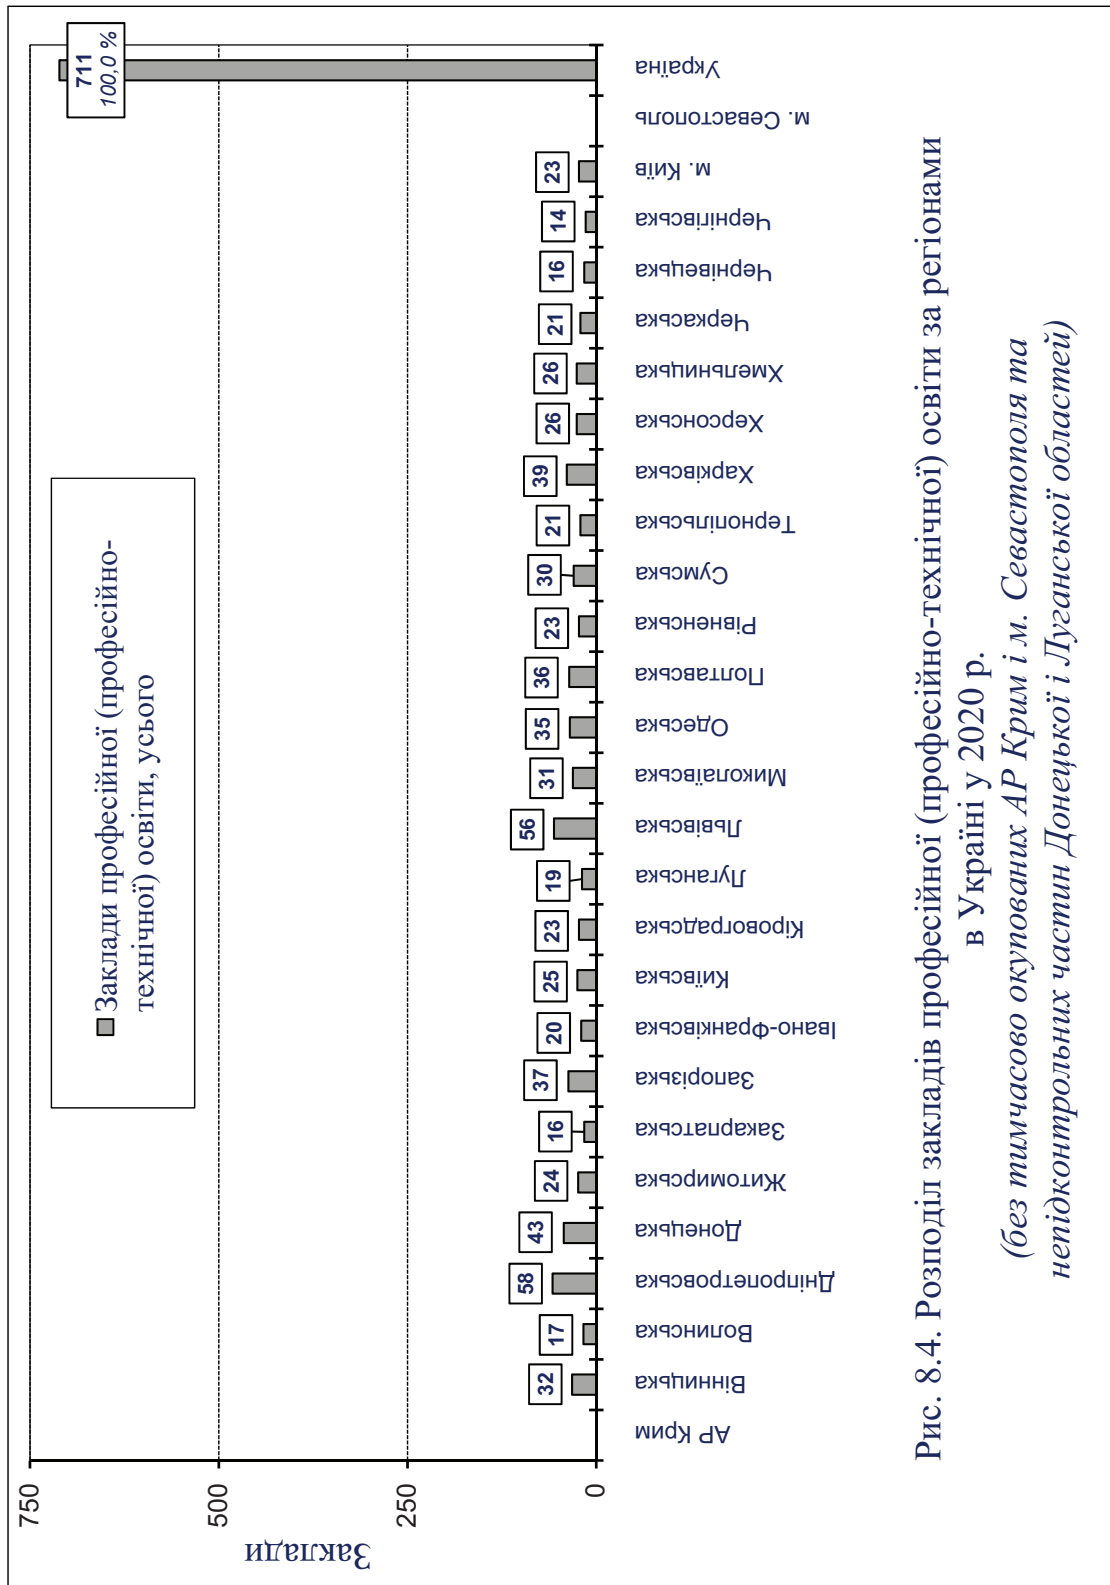 Заклади
750
500
250
0
Заклади професійної (професійно-
технічної) освіти, усього
32
17
58
43
24
16
37
20
25
23
19
56
31
35
36
23
30
21
39
26
26
21
16
14
23
711
100,0 %
АР Крим
Вінницька
Волинська
Дніпропетровська
Донецька
Житомирська
Закарпатська
Запорізька
Івано-Франківська
Київська
Кіровоградська
Луганська
Львівська
Миколаївська
Одеська
Полтавська
Рівненська
Сумська
Тернопільська
Харківська
Херсонська
Хмельницька
Черкаська
Чернівецька
Чернігівська
м. Київ
м. Севастополь
Україна
Рис. 8.4. Розподіл закладів професійної (професійно-технічної) освіти за регіонами
в Україні у 2020 р.
(без тимчасово окупованих АР Крим і м. Севастополя та
непідконтрольних частин Донецької і Луганської областей)